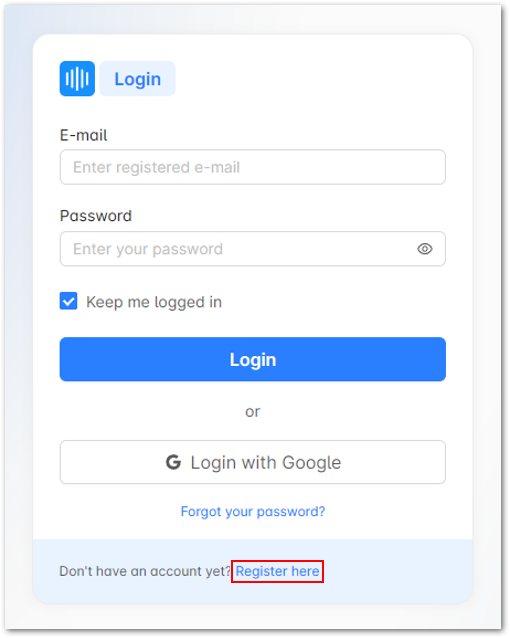 Login
E-mail
Enter registered e-mail
Password
Enter your password
Keep me logged in
Login
or
Login with Google
Forgot your password?
Don't have an account yet? Register here